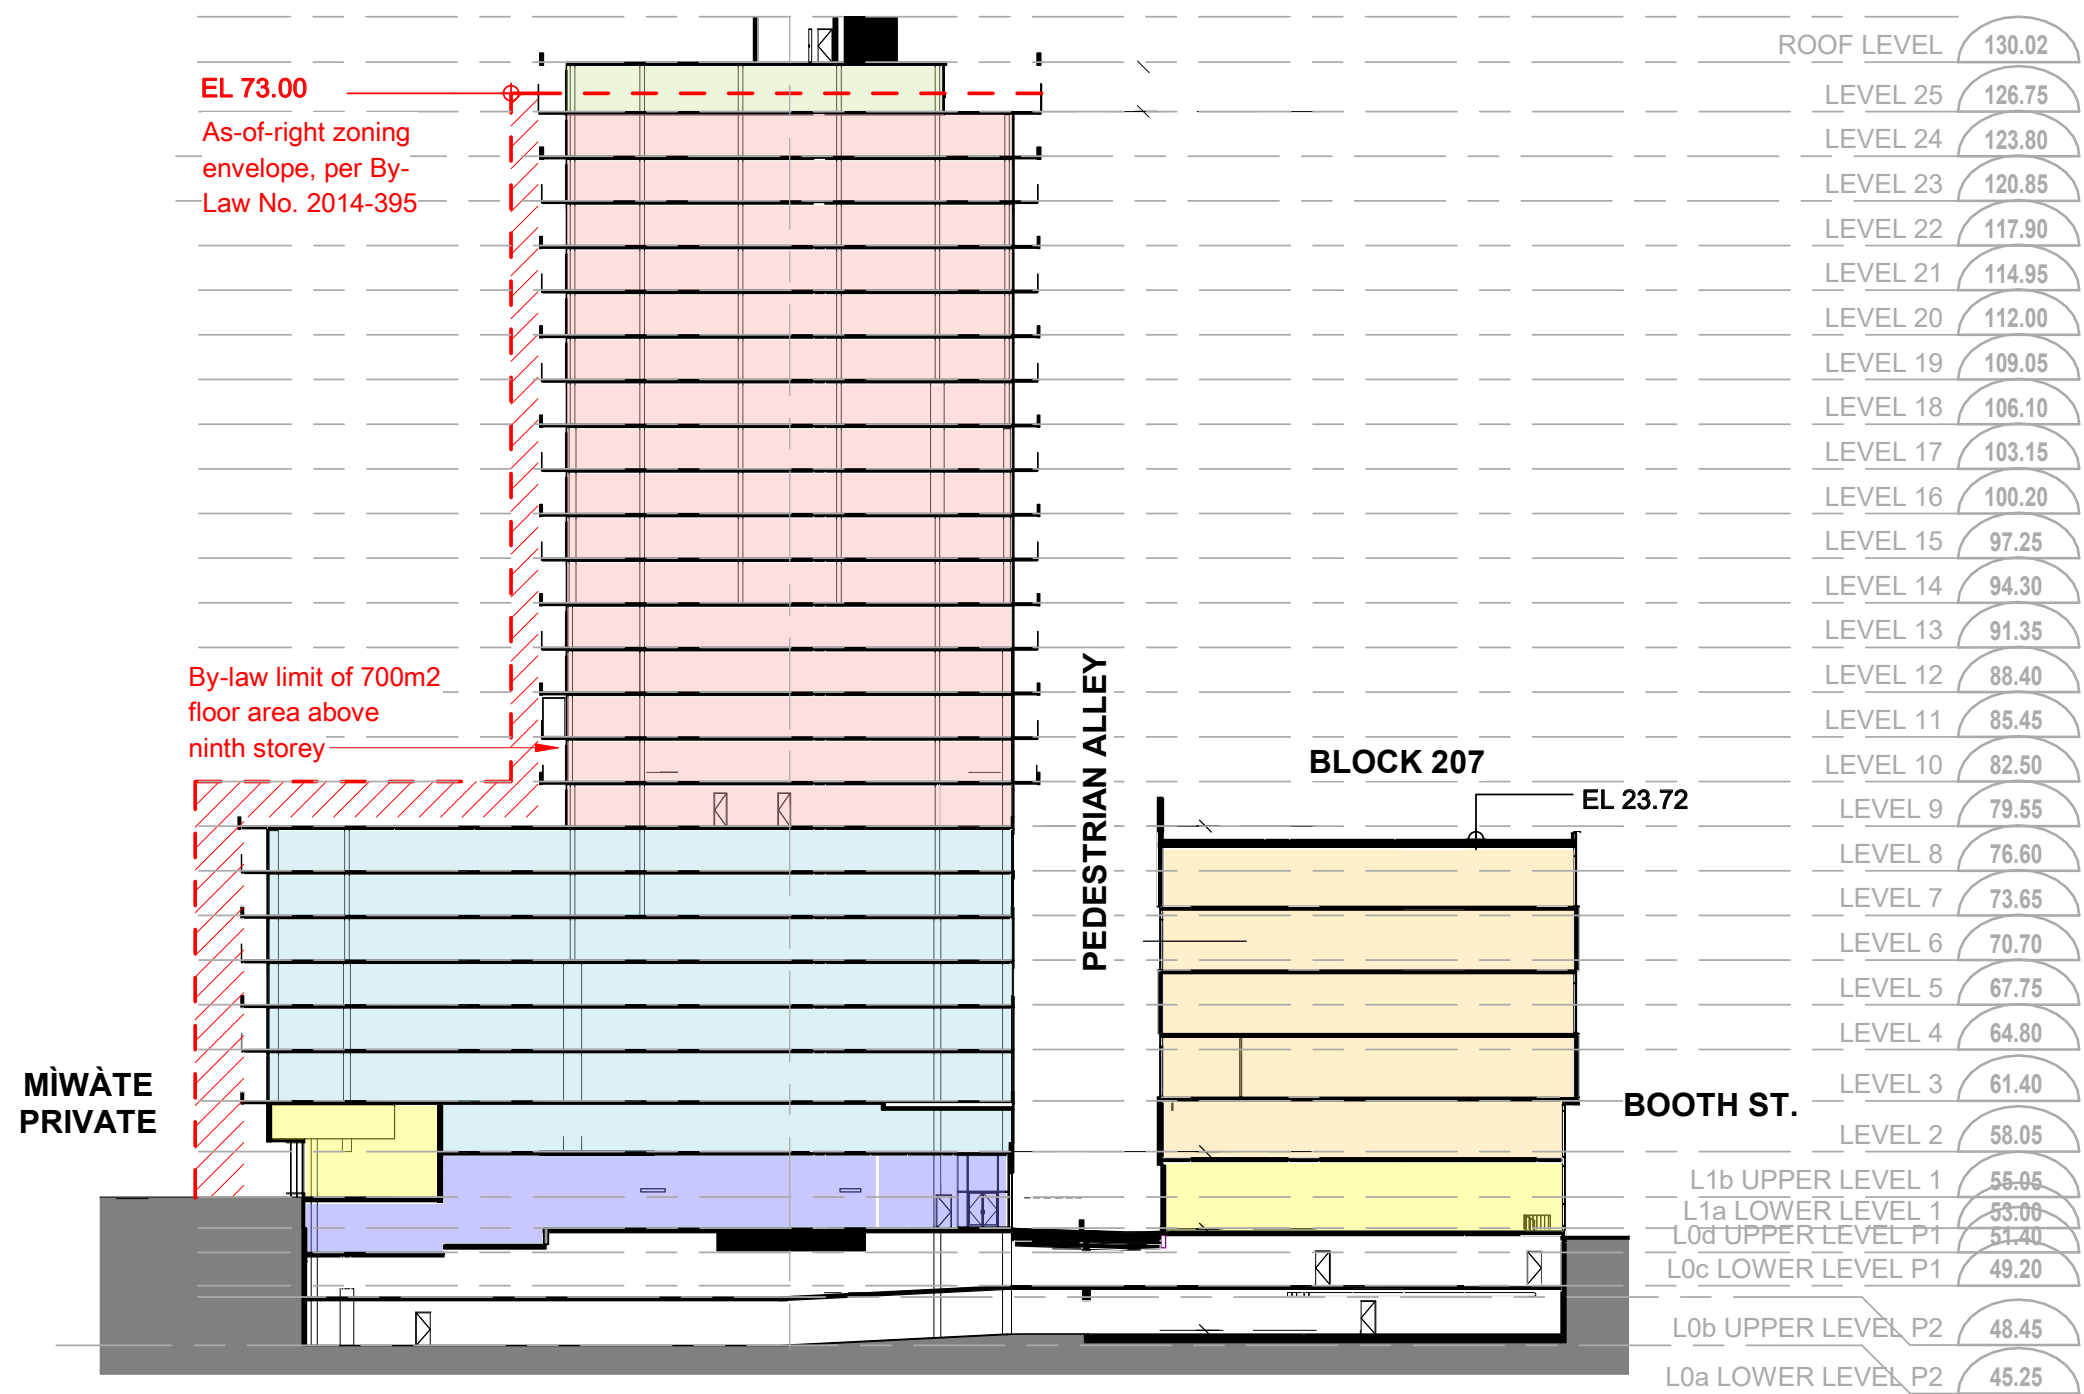 ROOF LEVEL 130.02
EL 73.00
LEVEL 25 126.75
As-of-right zoning
envelope, per By-
Law No. 2014-395
LEVEL 24 123.80
LEVEL 23 120.85
LEVEL 22 117.90
LEVEL 21 114.95
LEVEL 20 112.00
LEVEL 19 109.05
LEVEL 18 106.10
LEVEL 17 103.15
LEVEL 16 100.20
LEVEL 15 97.25
LEVEL 14 94.30
LEVEL 13 91.35
By-law limit of 700m2
floor area above
ninth storey
LEVEL 12 88.40
LEVEL 11 85.45
LEVEL 10 82.50
PEDESTRIAN ALLEY
BLOCK 207
EL 23.72
LEVEL 9 79.55
LEVEL 8 76.60
LEVEL 7 73.65
LEVEL 6 70.70
LEVEL 5 67.75
LEVEL 4 64.80
MÌWÀTE
PRIVATE
LEVEL 3 61.40
BOOTH ST.
LEVEL 2 58.05
L1b UPPER LEVEL 1 55.05
L1a LOWER LEVEL 1 53.00
L0d UPPER LEVEL P1 51.40
L0c LOWER LEVEL P1 49.20
L0b UPPER LEVEL P2 48.45
L0a LOWER LEVEL P2 45.25